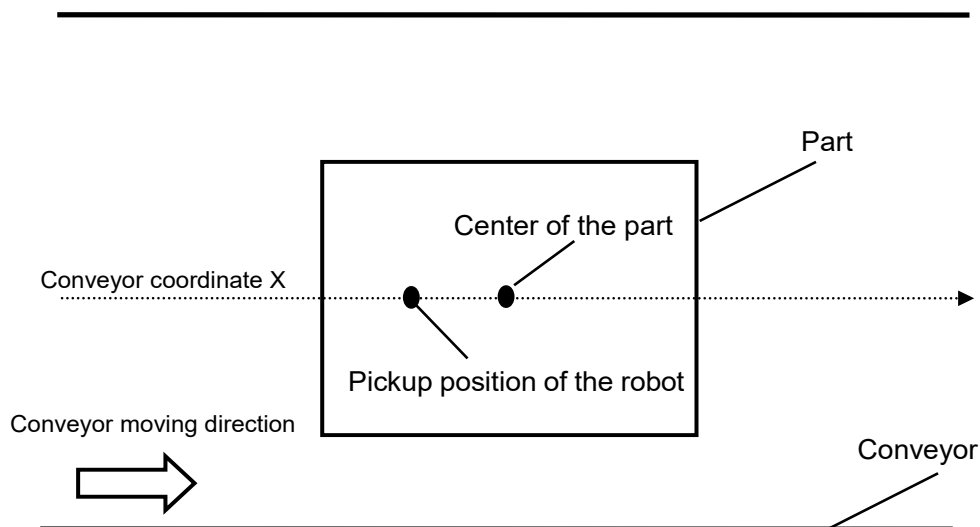 Part
Center of the part
Conveyor coordinate X
Pickup position of the robot
Conveyor moving direction
Conveyor